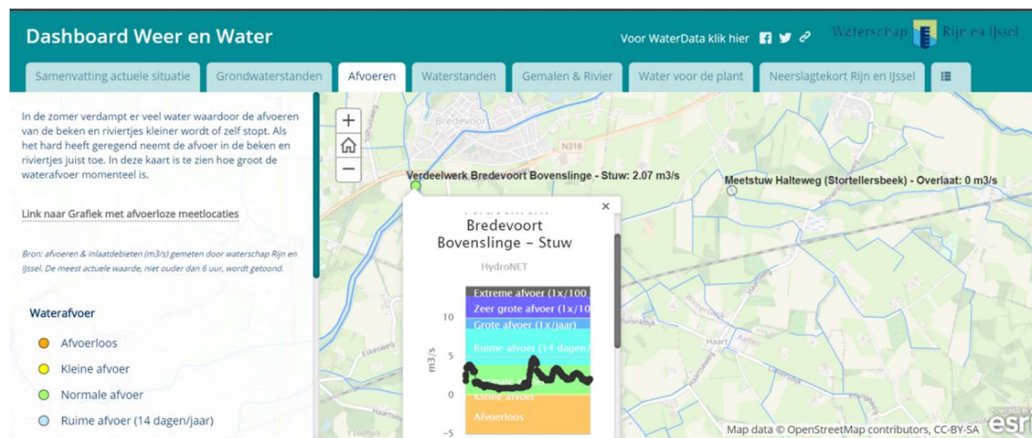 Dashboard Weer en Water
Voor WaterData klik hier
Waterschap Rijn en IJssel
Samenvatting actuele situatie
Grondwaterstanden
Afvoeren
Waterstanden
Gemalen & Rivier
Water voor de plant
Neerslagtekort Rijn en IJssel
In de zomer verdampt er veel water waardoor de afvoeren
van de beken en riviertjes kleiner wordt of zelf stopt. Als
het hard heeft geregend neemt de afvoer in de beken en
riviertjes juist toe. In deze kaart is te zien hoe groot de
waterafvoer momenteel is.
Link naar Grafiek met afvoerloze meetlocaties
Bron: afvoeren & inlaatdebieten (m3/s) gemeten door waterschap Rijn en
IJssel. De meest actuele waarde, niet ouder dan 6 uur, wordt getoond.
Waterafvoer
Afvoerloos
Kleine afvoer
Normale afvoer
Ruime afvoer (14 dagen/jaar)
Bredevoor
N318
Verdeelwerk Bredevoort Bovenslinge - Stuw: 2.07 m3/s
Meetstuw Halteweg (Stortellersbeek) - Overlaat: 0 m3/s
Bredevoort
Bovenslinge – Stuw
HydroNET
Extreme afvoer (1x/100
Zeer grote afvoer (1x/10
Grote afvoer (1x/jaar)
Ruime afvoer (14 dagen/
Kleine afvoer
Afvoerloos
m3/s
10
5
0
-5
Haart
Map data © OpenStreetMap contributors, CC-BY-SA
POWERED BY
esri